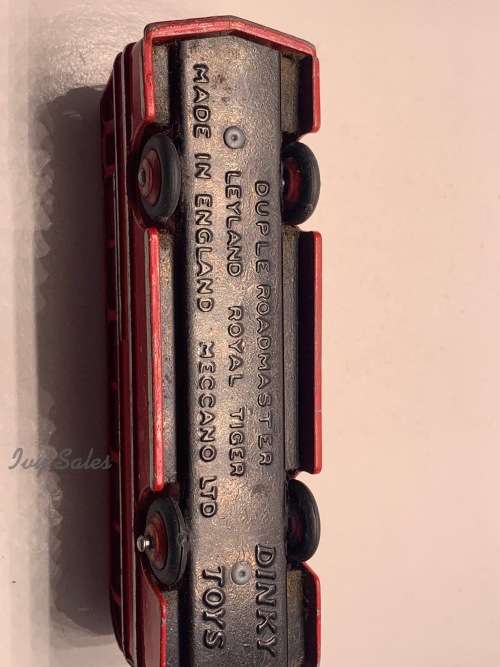 DUPLE ROADMASTER
LEYLAND ROYAL TIGER
MADE IN ENGLAND MECCANO LTD
DINKY
TOYS
Ivy Sales